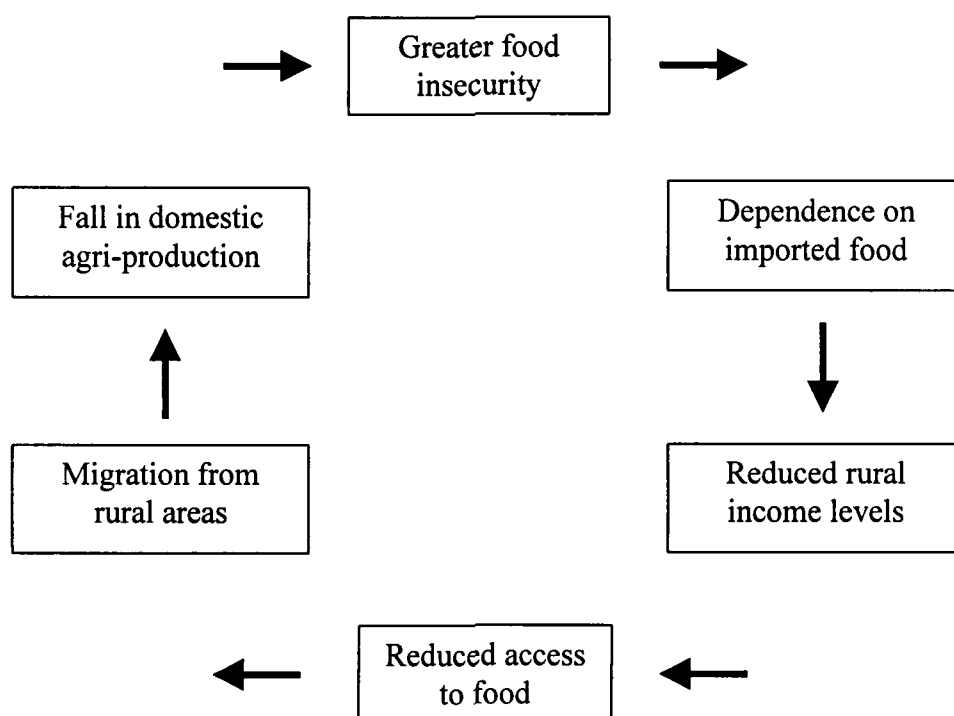 Greater food
insecurity
Fall in domestic
agri-production
Dependence on
imported food
Migration from
rural areas
Reduced rural
income levels
Reduced access
to food